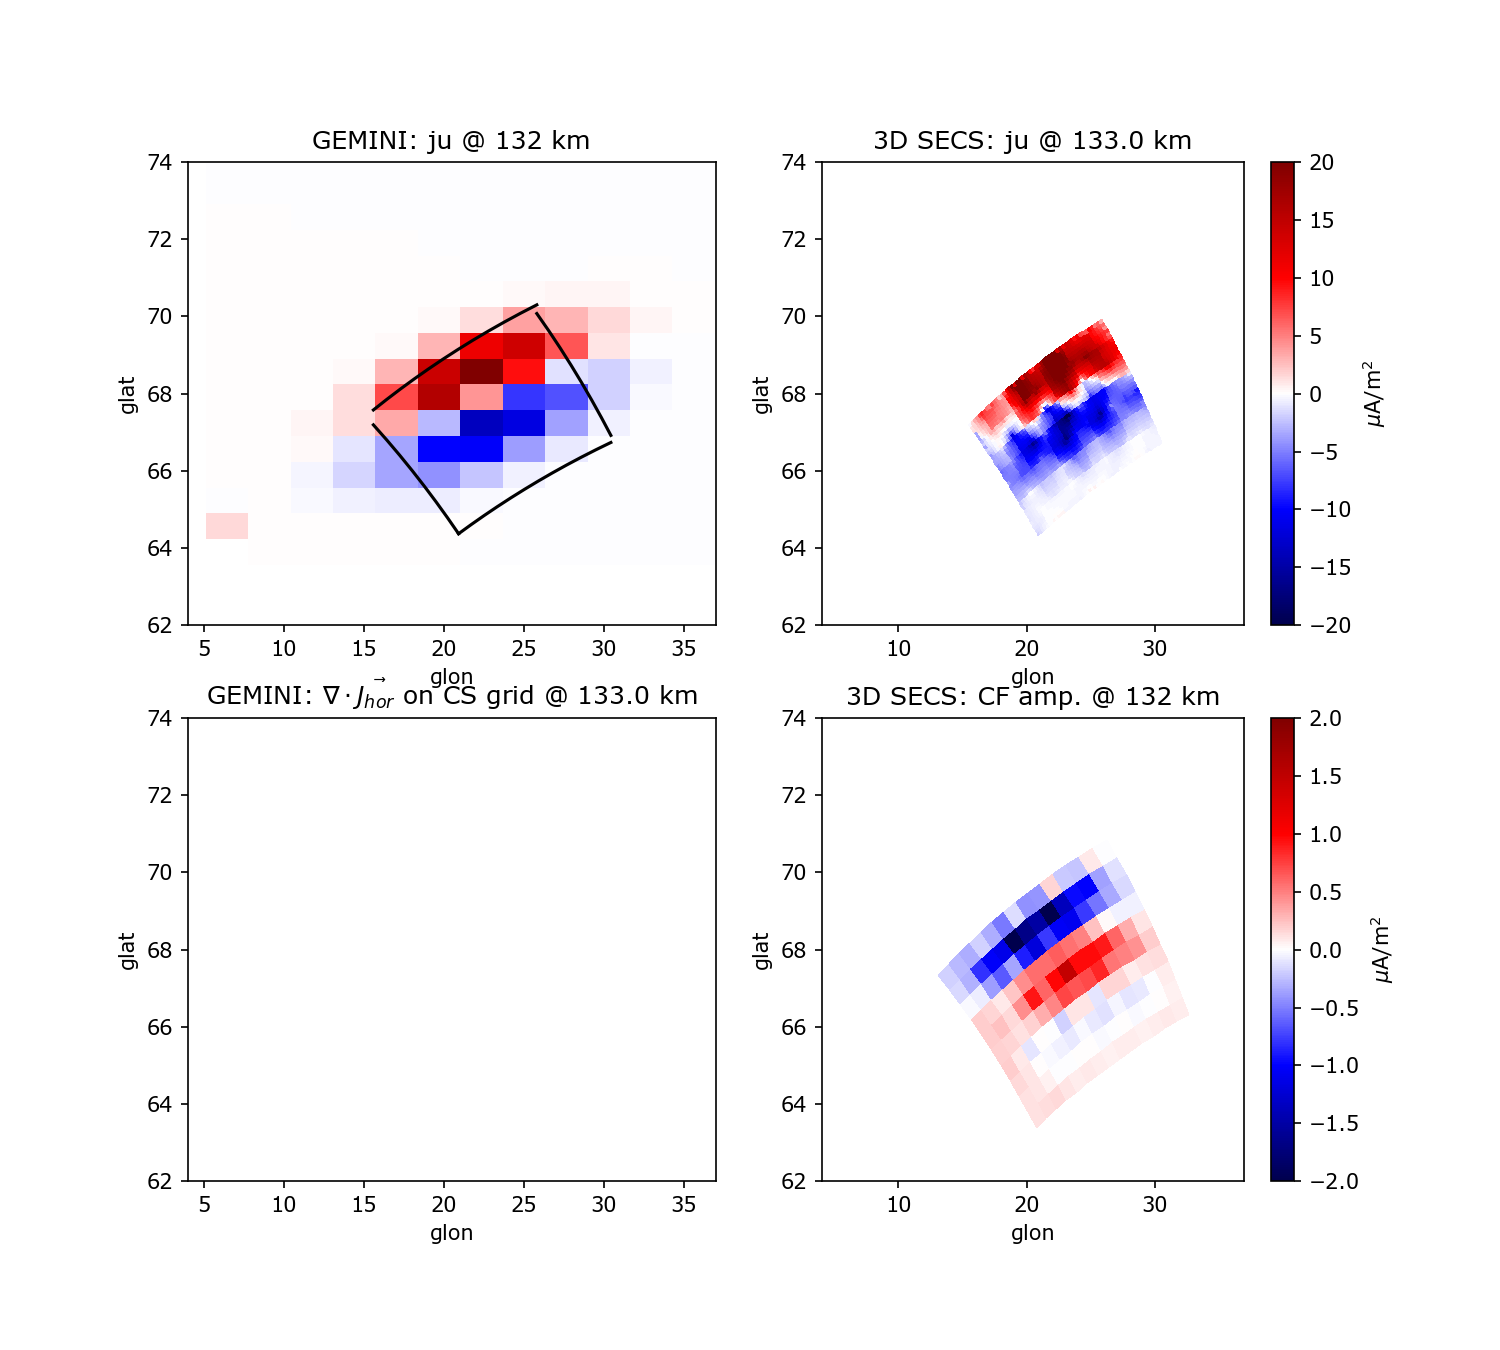 GEMINI: ju @ 132 km
74
72
70
68
66
64
62
glat
5 10 15 20 25 30 35
glon
3D SECS: ju @ 133.0 km
74
72
70
68
66
64
62
glat
10 20 30
glon
20
15
10
5
0
−5
−10
−15
−20
μA/m²
GEMINI: ∇ · J⃗hor on CS grid @ 133.0 km
74
72
70
68
66
64
62
glat
5 10 15 20 25 30 35
glon
3D SECS: CF amp. @ 132 km
74
72
70
68
66
64
62
glat
10 20 30
glon
2.0
1.5
1.0
0.5
0.0
−0.5
−1.0
−1.5
−2.0
μA/m²